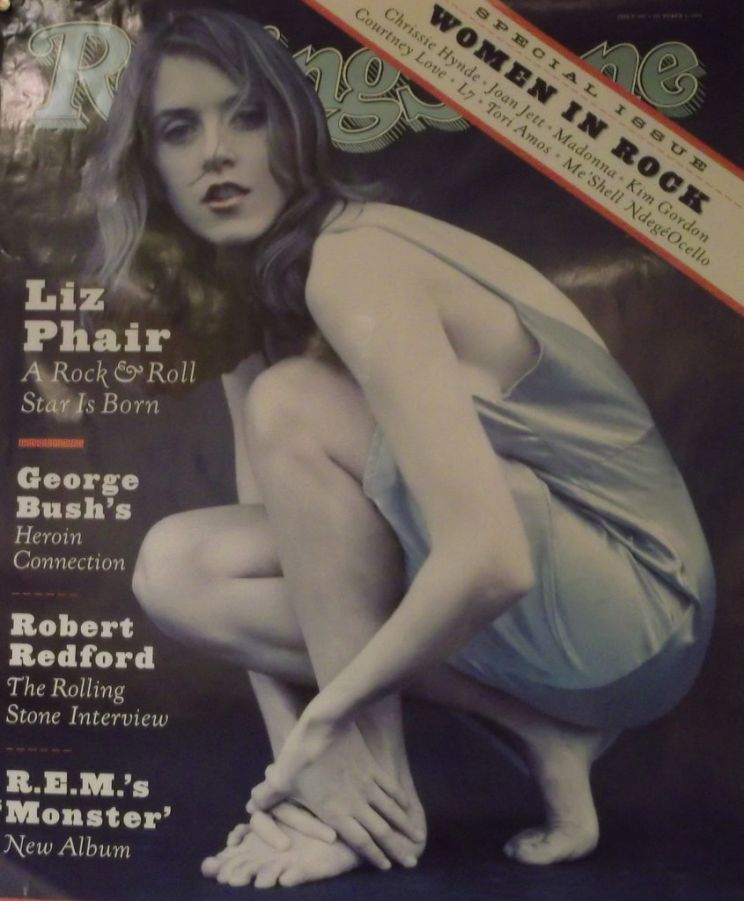 SPECIAL ISSUE
WOMEN IN ROCK
Chrissie Hynde · Joan Jett · Madonna · Kim Gordon
Courtney Love · L7 · Tori Amos · Me'Shell NdegéOcello
Liz
Phair
A Rock & Roll
Star Is Born
George
Bush's
Heroin
Connection
Robert
Redford
The Rolling
Stone Interview
R.E.M.'s
'Monster'
New Album